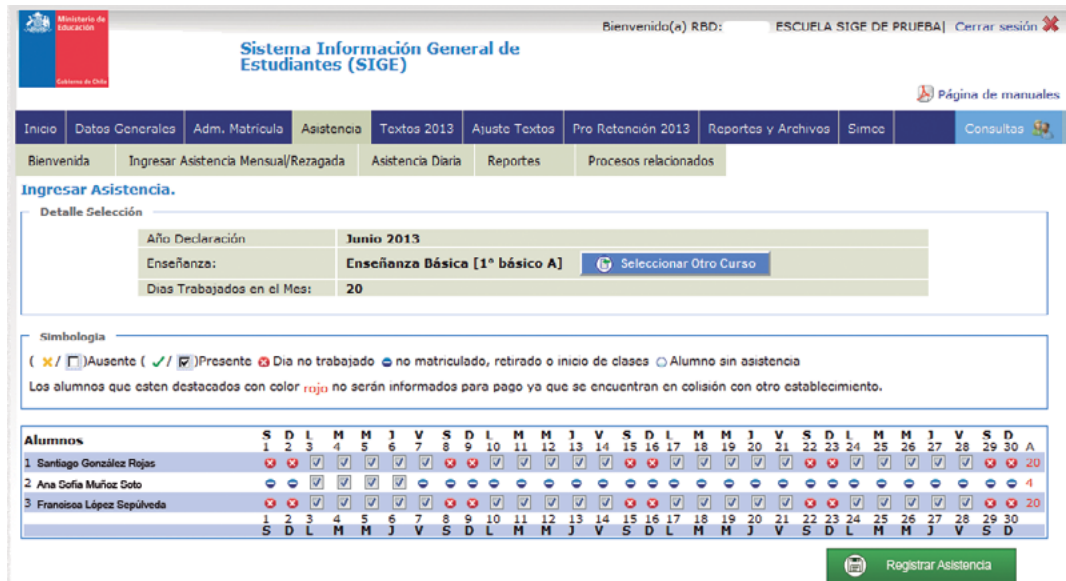 Ministerio de
Educación
Gobierno de Chile
Bienvenido(a) RBD: ESCUELA SIGE DE PRUEBA| Cerrar sesión
Sistema Información General de
Estudiantes (SIGE)
Página de manuales
Inicio Datos Generales Adm. Matrícula Asistencia Textos 2013 Ajuste Textos Pro Retención 2013 Reportes y Archivos Simce Consultas
Bienvenida Ingresar Asistencia Mensual/Rezagada Asistencia Diaria Reportes Procesos relacionados
Ingresar Asistencia.
Detalle Selección
Año Declaración Junio 2013
Enseñanza: Enseñanza Básica [1º básico A] Seleccionar Otro Curso
Dias Trabajados en el Mes: 20
Simbologia
( / )Ausente ( / )Presente Dia no trabajado no matriculado, retirado o inicio de clases Alumno sin asistencia
Los alumnos que esten destacados con color rojo no serán informados para pago ya que se encuentran en colisión con otro establecimiento.
Alumnos S D L M M J V S D L M M J V S D L M M J V S D L M M J V S D
1 2 3 4 5 6 7 8 9 10 11 12 13 14 15 16 17 18 19 20 21 22 23 24 25 26 27 28 29 30 A
1 Santiago González Rojas 20
2 Ana Sofia Muñoz Soto 4
3 Francisca López Sepúlveda 20
1 2 3 4 5 6 7 8 9 10 11 12 13 14 15 16 17 18 19 20 21 22 23 24 25 26 27 28 29 30
S D L M M J V S D L M M J V S D L M M J V S D L M M J V S D
Registrar Asistencia